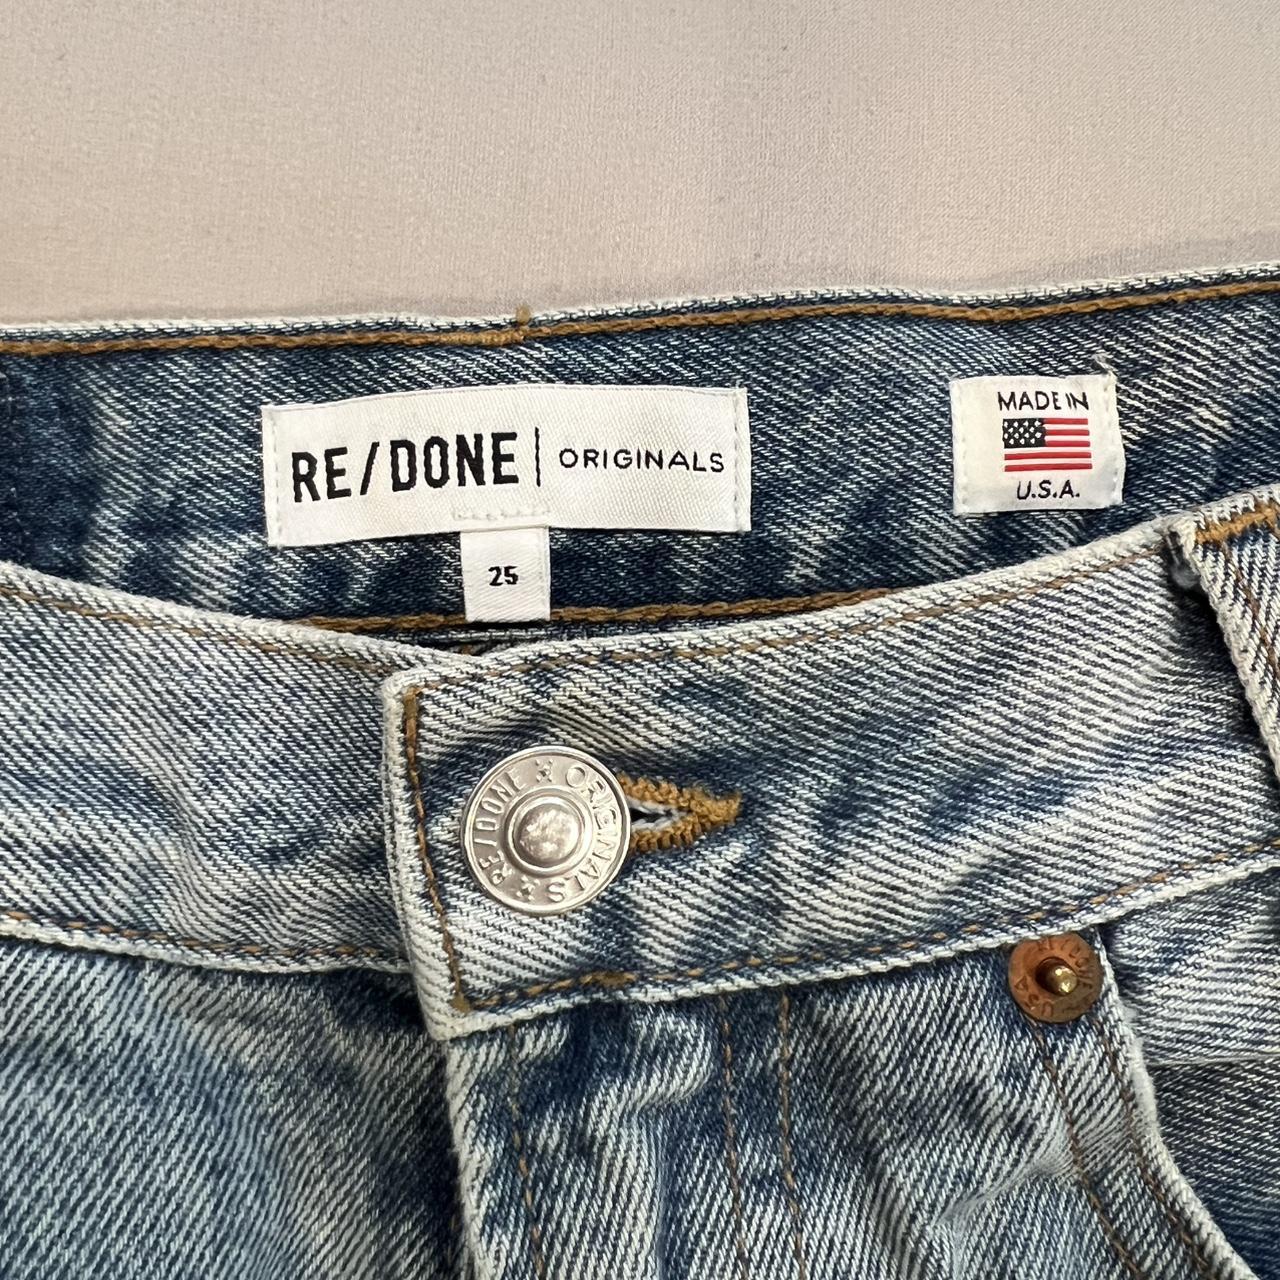 RE/DONE | ORIGINALS
25
MADE IN
U.S.A.
RE/DONE ★ ORIGINALS ★